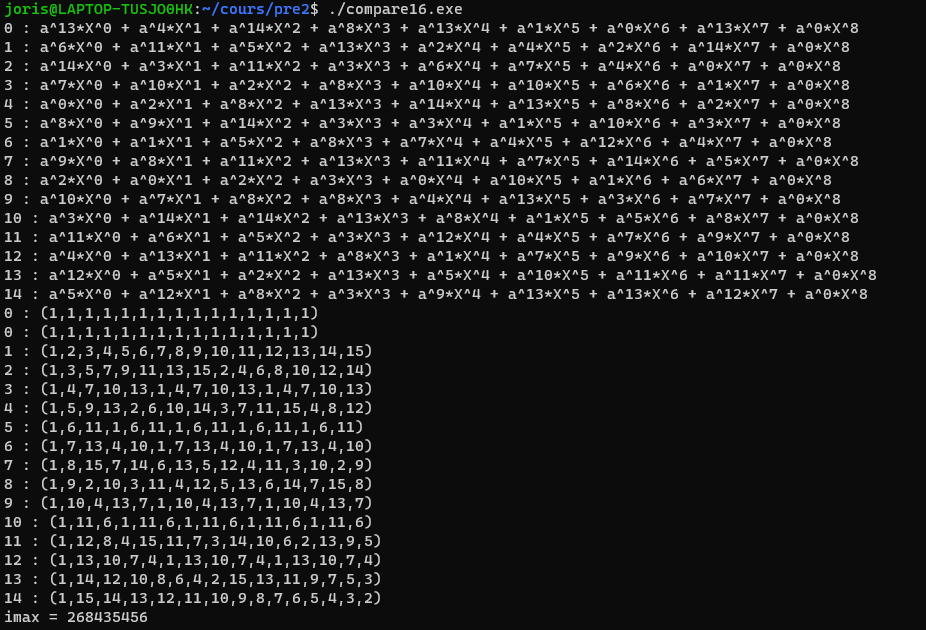 joris@LAPTOP-TUSJO0HK:~/cours/pre2$ ./compare16.exe
0 : a^13*X^0 + a^4*X^1 + a^14*X^2 + a^8*X^3 + a^13*X^4 + a^1*X^5 + a^0*X^6 + a^13*X^7 + a^0*X^8
1 : a^6*X^0 + a^11*X^1 + a^5*X^2 + a^13*X^3 + a^2*X^4 + a^4*X^5 + a^2*X^6 + a^14*X^7 + a^0*X^8
2 : a^14*X^0 + a^3*X^1 + a^11*X^2 + a^3*X^3 + a^6*X^4 + a^7*X^5 + a^4*X^6 + a^0*X^7 + a^0*X^8
3 : a^7*X^0 + a^10*X^1 + a^2*X^2 + a^8*X^3 + a^10*X^4 + a^10*X^5 + a^6*X^6 + a^1*X^7 + a^0*X^8
4 : a^0*X^0 + a^2*X^1 + a^8*X^2 + a^13*X^3 + a^14*X^4 + a^13*X^5 + a^8*X^6 + a^2*X^7 + a^0*X^8
5 : a^8*X^0 + a^9*X^1 + a^14*X^2 + a^3*X^3 + a^3*X^4 + a^1*X^5 + a^10*X^6 + a^3*X^7 + a^0*X^8
6 : a^1*X^0 + a^1*X^1 + a^5*X^2 + a^8*X^3 + a^7*X^4 + a^4*X^5 + a^12*X^6 + a^4*X^7 + a^0*X^8
7 : a^9*X^0 + a^8*X^1 + a^11*X^2 + a^13*X^3 + a^11*X^4 + a^7*X^5 + a^14*X^6 + a^5*X^7 + a^0*X^8
8 : a^2*X^0 + a^0*X^1 + a^2*X^2 + a^3*X^3 + a^0*X^4 + a^10*X^5 + a^1*X^6 + a^6*X^7 + a^0*X^8
9 : a^10*X^0 + a^7*X^1 + a^8*X^2 + a^8*X^3 + a^4*X^4 + a^13*X^5 + a^3*X^6 + a^7*X^7 + a^0*X^8
10 : a^3*X^0 + a^14*X^1 + a^14*X^2 + a^13*X^3 + a^8*X^4 + a^1*X^5 + a^5*X^6 + a^8*X^7 + a^0*X^8
11 : a^11*X^0 + a^6*X^1 + a^5*X^2 + a^3*X^3 + a^12*X^4 + a^4*X^5 + a^7*X^6 + a^9*X^7 + a^0*X^8
12 : a^4*X^0 + a^13*X^1 + a^11*X^2 + a^8*X^3 + a^1*X^4 + a^7*X^5 + a^9*X^6 + a^10*X^7 + a^0*X^8
13 : a^12*X^0 + a^5*X^1 + a^2*X^2 + a^13*X^3 + a^5*X^4 + a^10*X^5 + a^11*X^6 + a^11*X^7 + a^0*X^8
14 : a^5*X^0 + a^12*X^1 + a^8*X^2 + a^3*X^3 + a^9*X^4 + a^13*X^5 + a^13*X^6 + a^12*X^7 + a^0*X^8
0 : (1,1,1,1,1,1,1,1,1,1,1,1,1,1,1)
0 : (1,1,1,1,1,1,1,1,1,1,1,1,1,1,1)
1 : (1,2,3,4,5,6,7,8,9,10,11,12,13,14,15)
2 : (1,3,5,7,9,11,13,15,2,4,6,8,10,12,14)
3 : (1,4,7,10,13,1,4,7,10,13,1,4,7,10,13)
4 : (1,5,9,13,2,6,10,14,3,7,11,15,4,8,12)
5 : (1,6,11,1,6,11,1,6,11,1,6,11,1,6,11)
6 : (1,7,13,4,10,1,7,13,4,10,1,7,13,4,10)
7 : (1,8,15,7,14,6,13,5,12,4,11,3,10,2,9)
8 : (1,9,2,10,3,11,4,12,5,13,6,14,7,15,8)
9 : (1,10,4,13,7,1,10,4,13,7,1,10,4,13,7)
10 : (1,11,6,1,11,6,1,11,6,1,11,6,1,11,6)
11 : (1,12,8,4,15,11,7,3,14,10,6,2,13,9,5)
12 : (1,13,10,7,4,1,13,10,7,4,1,13,10,7,4)
13 : (1,14,12,10,8,6,4,2,15,13,11,9,7,5,3)
14 : (1,15,14,13,12,11,10,9,8,7,6,5,4,3,2)
imax = 268435456